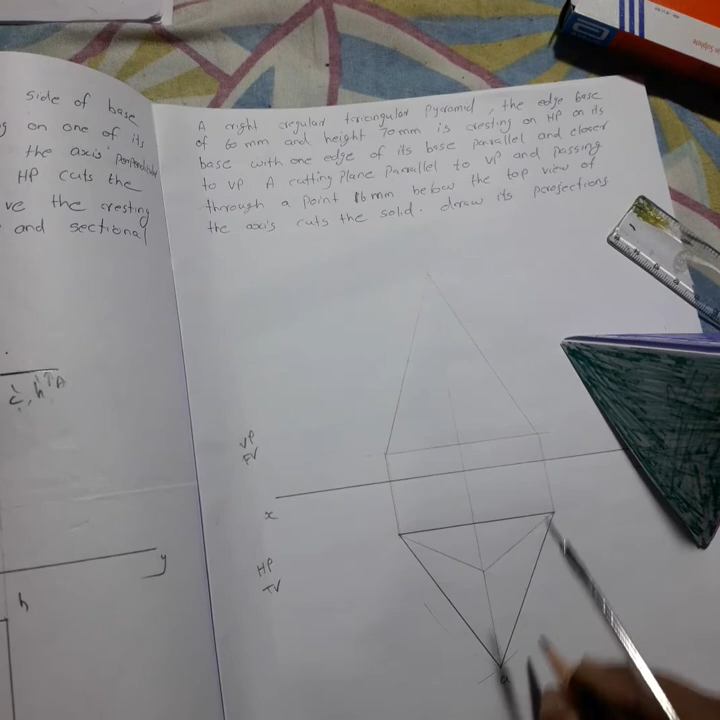 side of base
on one of its
the axis perpendicular
HP cuts the
ve the resting
and sectional
A right regular triangular Pyramid, the edge base
of 60 mm and height 70 mm is resting on HP on its
base with one edge of its base parallel and closer
to VP A cutting Plane Parallel to VP and passing
through a Point 16 mm below the top view of
the axis cuts the solid. draw its
VP
FV
x
HP
TV
a
y
h